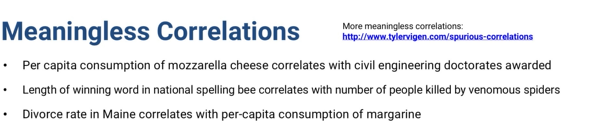 Meaningless Correlations
More meaningless correlations:
http://www.tylervigen.com/spurious-correlations
• Per capita consumption of mozzarella cheese correlates with civil engineering doctorates awarded
• Length of winning word in national spelling bee correlates with number of people killed by venomous spiders
• Divorce rate in Maine correlates with per-capita consumption of margarine